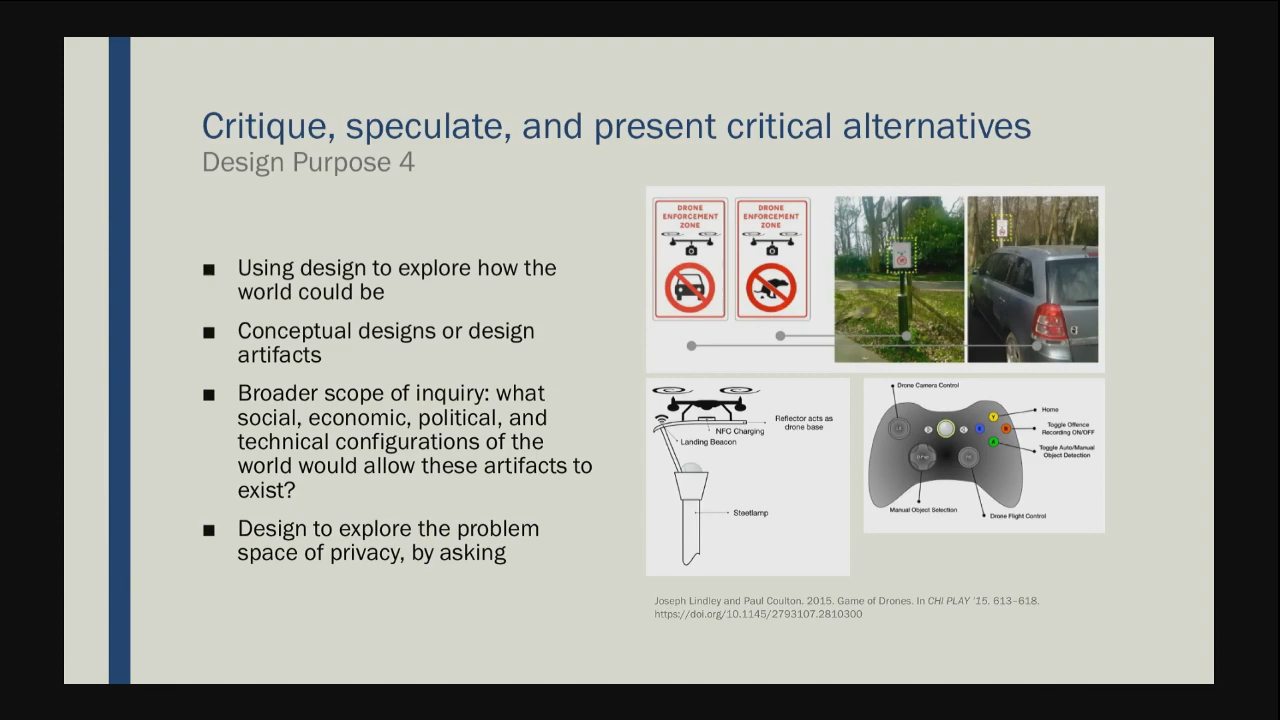 Critique, speculate, and present critical alternatives
Design Purpose 4
Using design to explore how the
world could be
Conceptual designs or design
artifacts
Broader scope of inquiry: what
social, economic, political, and
technical configurations of the
world would allow these artifacts to
exist?
Design to explore the problem
space of privacy, by asking
DRONE
ENFORCEMENT
ZONE
DRONE
ENFORCEMENT
ZONE
Reflector acts as
drone base
NFC Charging
Landing Beacon
Steetlamp
Drone Camera Control
Home
Toggle Offence
Recording ON/OFF
Toggle Auto/Manual
Object Detection
Y
Manual Object Selection
Drone Flight Control
Joseph Lindley and Paul Coulton. 2015. Game of Drones. In CHI PLAY '15. 613–618.
https://doi.org/10.1145/2793107.2810300